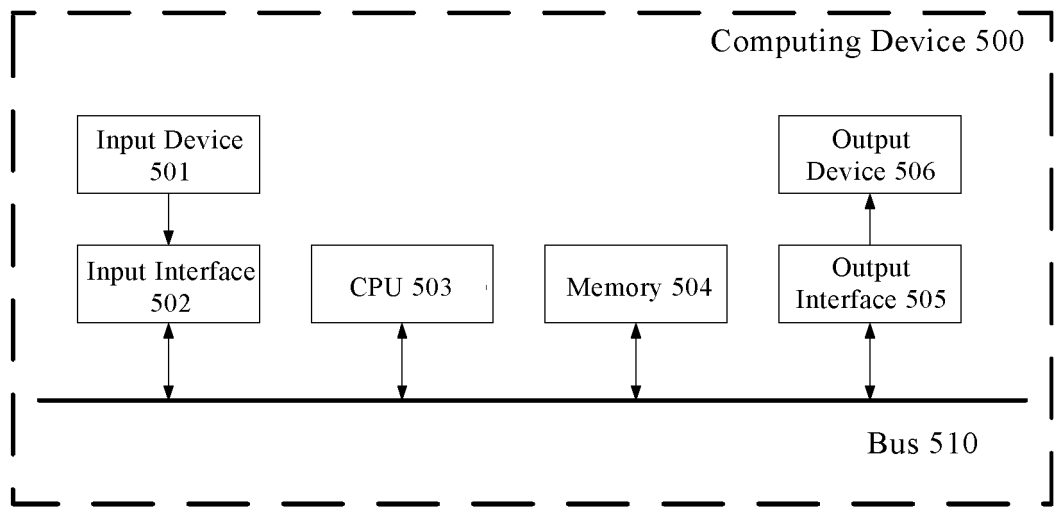 Computing Device 500
Input Device
501
Output
Device 506
Input Interface
502
CPU 503
Memory 504
Output
Interface 505
Bus 510